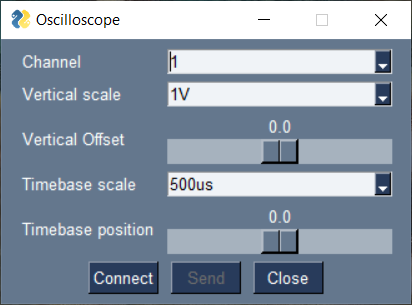 Oscilloscope
Channel 1
Vertical scale 1V
0.0
Vertical Offset
Timebase scale 500us
0.0
Timebase position
Connect Send Close